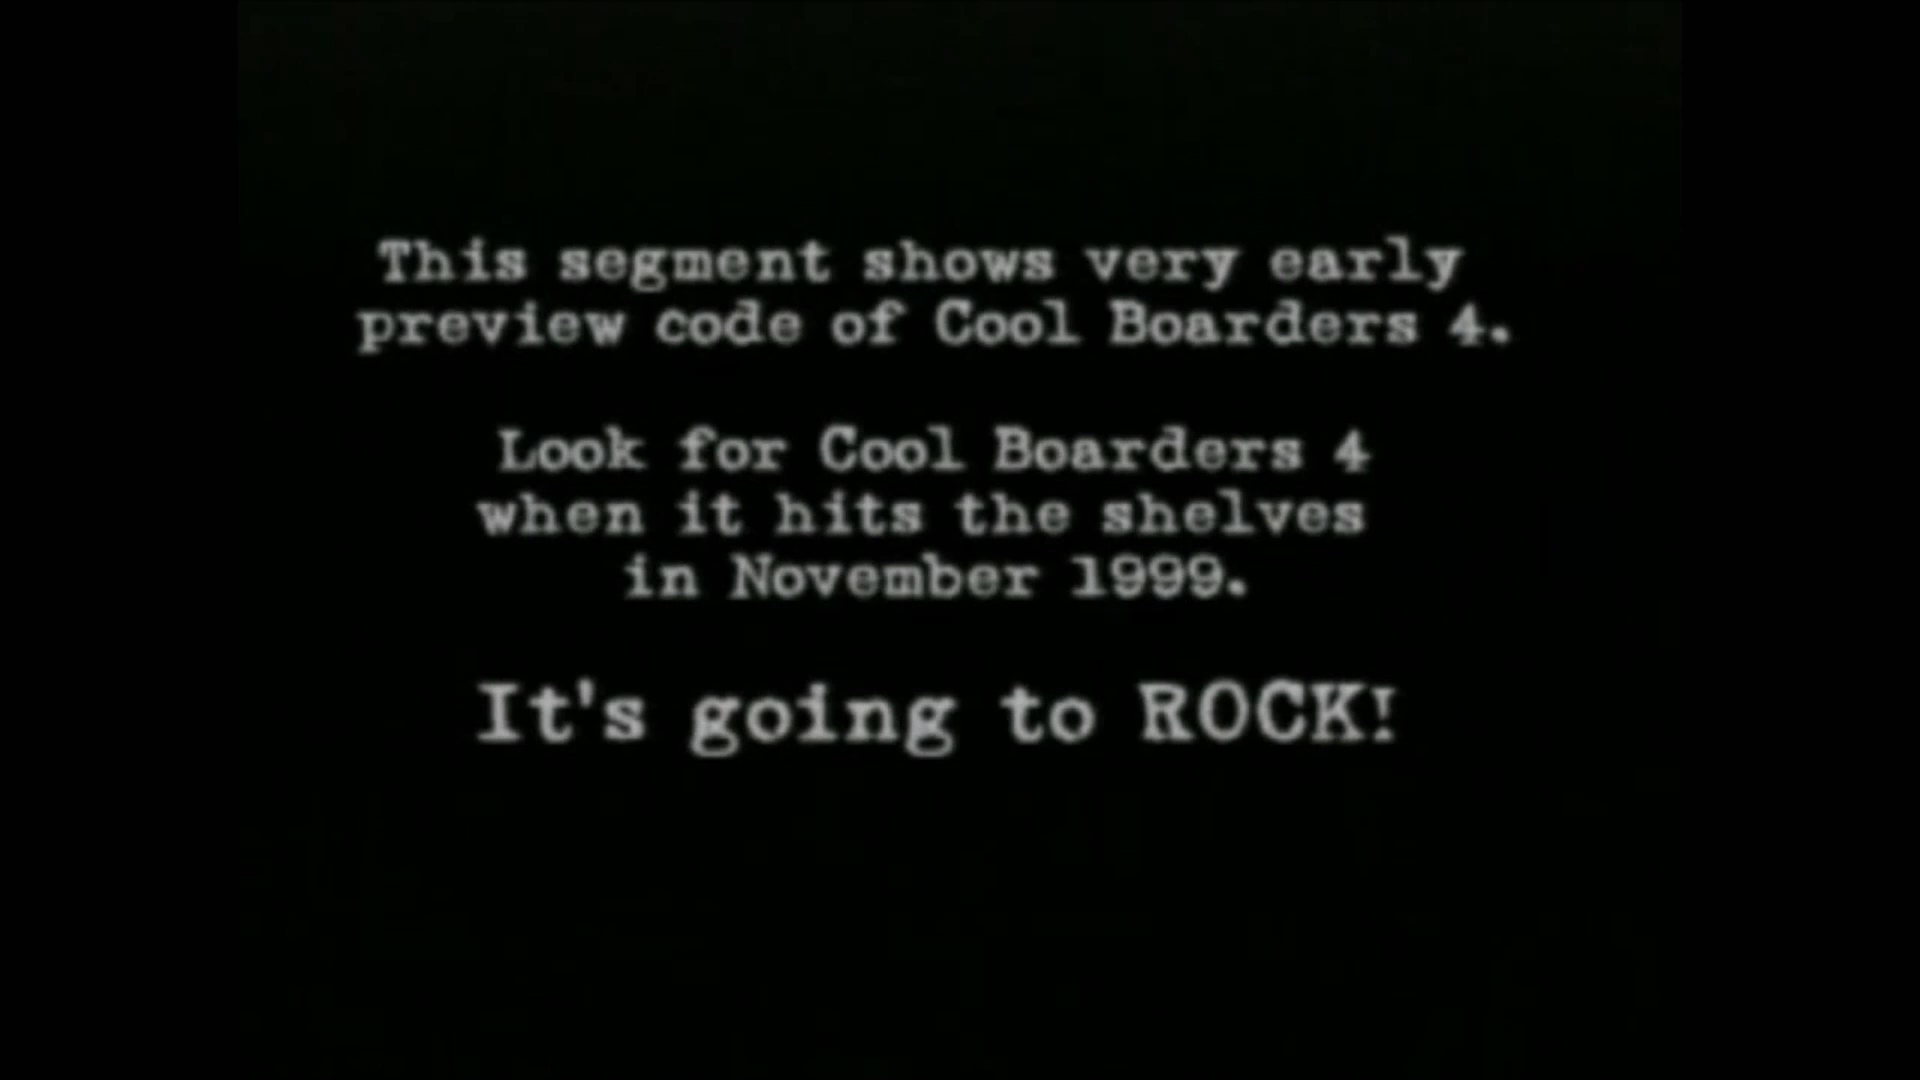 This segment shows very early
preview code of Cool Boarders 4.
Look for Cool Boarders 4
when it hits the shelves
in November 1999.
It's going to ROCK!